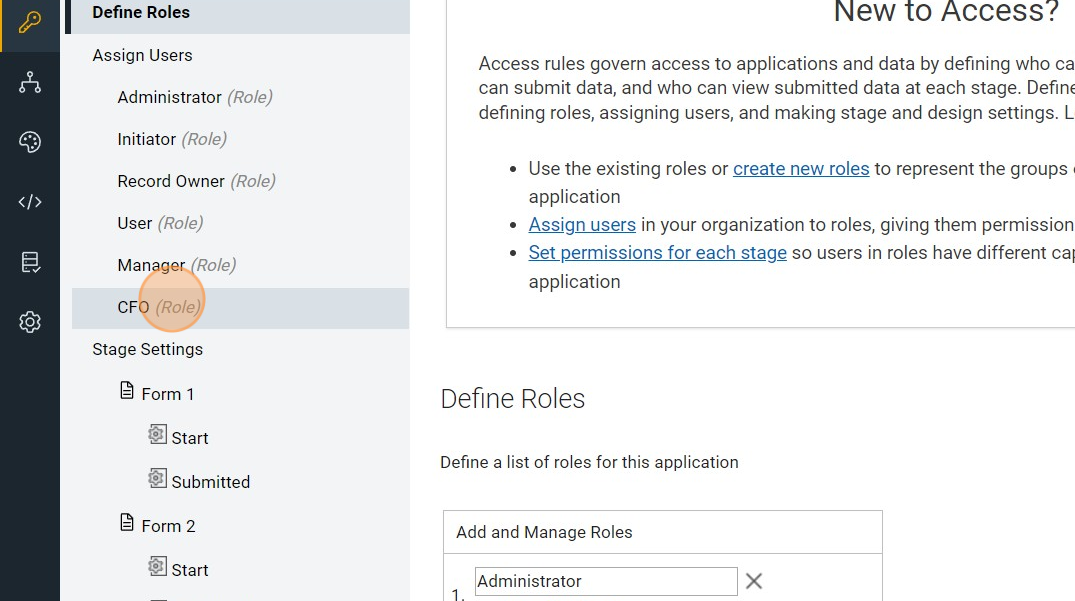 Define Roles
Assign Users
Administrator (Role)
Initiator (Role)
Record Owner (Role)
User (Role)
Manager (Role)
CFO (Role)
Stage Settings
Form 1
Start
Submitted
Form 2
Start
New to Access?
Access rules govern access to applications and data by defining who ca
can submit data, and who can view submitted data at each stage. Define
defining roles, assigning users, and making stage and design settings. L
• Use the existing roles or create new roles to represent the groups
application
• Assign users in your organization to roles, giving them permission
• Set permissions for each stage so users in roles have different cap
application
Define Roles
Define a list of roles for this application
Add and Manage Roles
1. Administrator